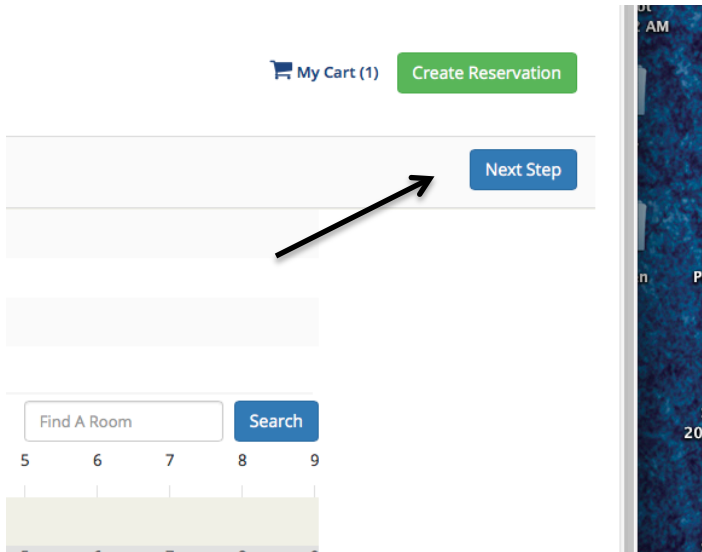 AM
My Cart (1) Create Reservation
Next Step
Find A Room Search
5 6 7 8 9